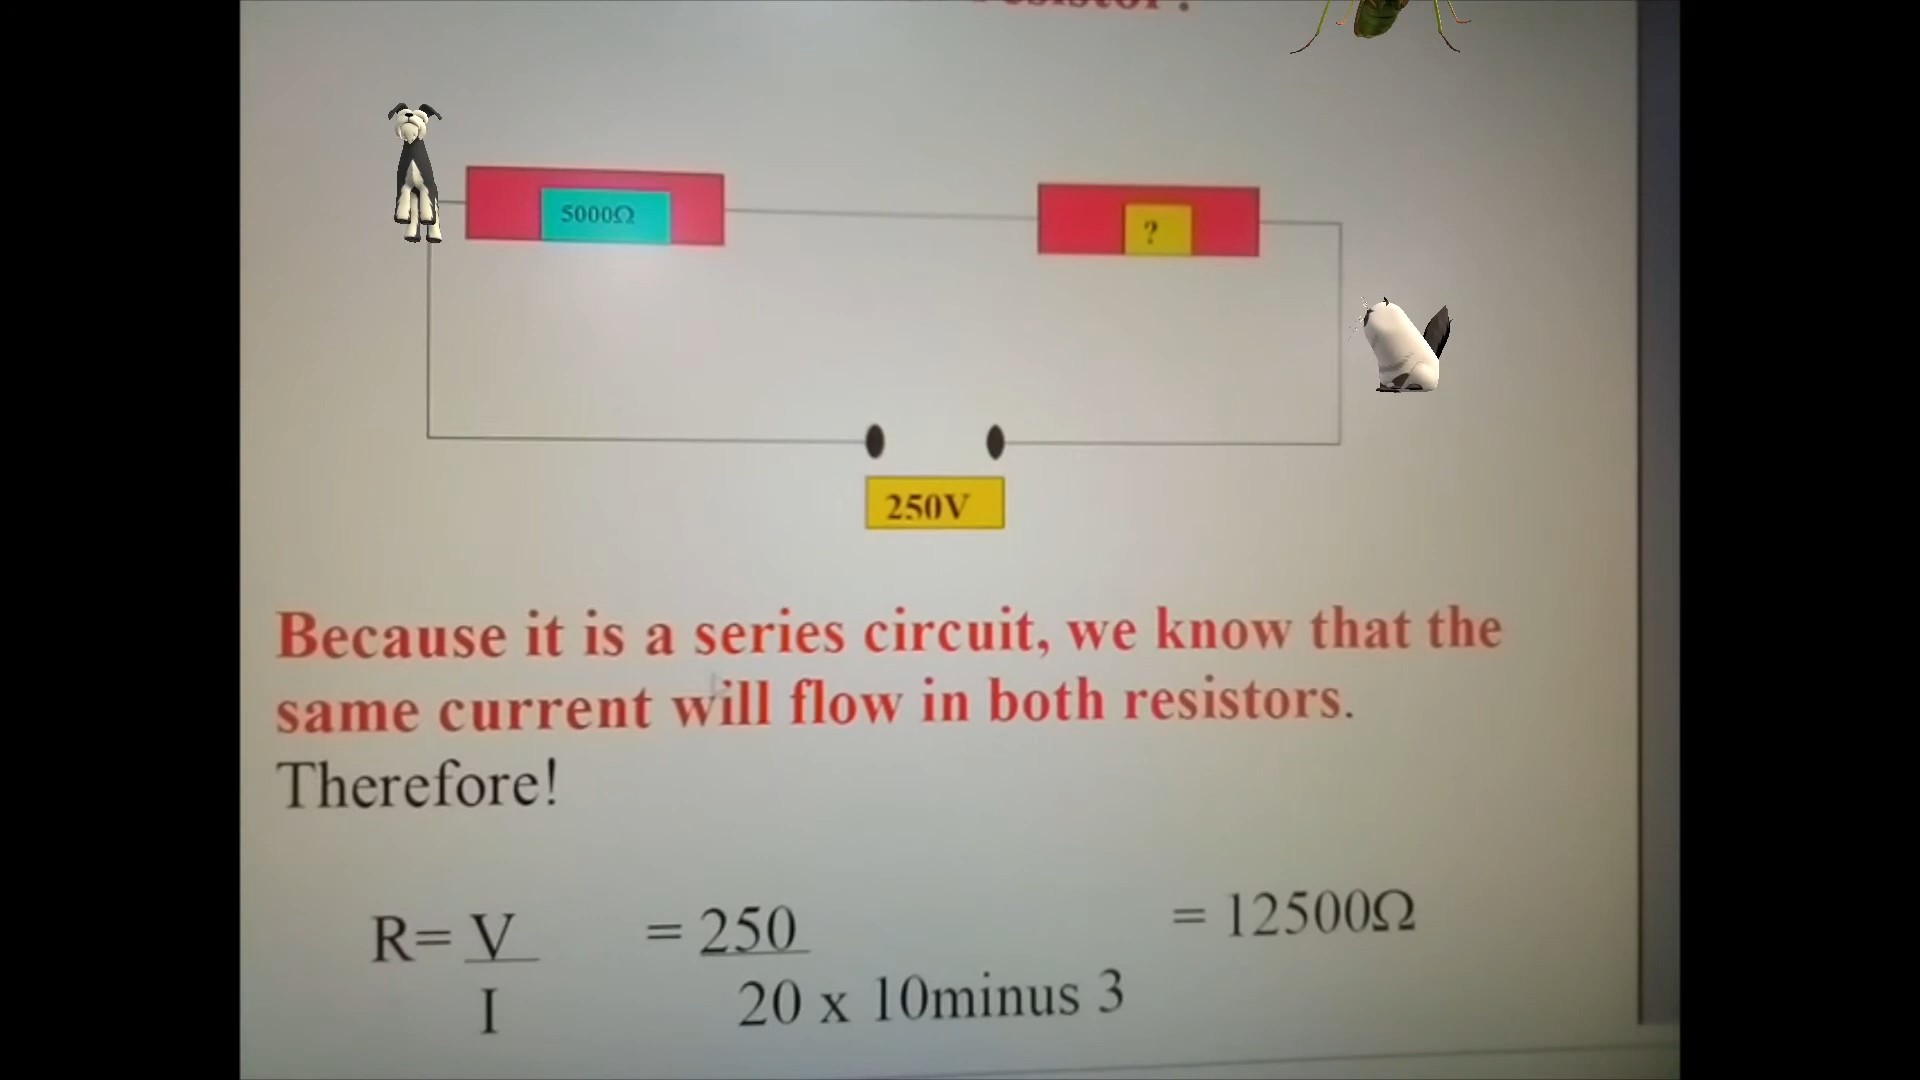 5000Ω
?
250V
Because it is a series circuit, we know that the
same current will flow in both resistors.
Therefore!
R= V = 250 = 12500Ω
I 20 x 10minus 3